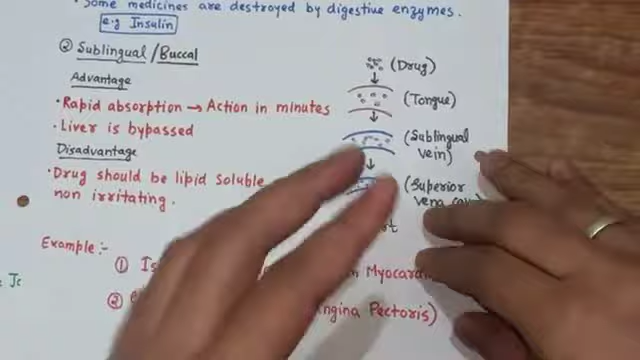 Some medicines are destroyed by digestive enzymes.
e.g Insulin
② Sublingual/Buccal
Advantage
• Rapid absorption → Action in minutes
• Liver is bypassed
Disadvantage
• Drug should be lipid soluble
non irritating.
Example:-
①
Myocard
②
Pectoris)
(Drug)
(Tongue)
(Sublingual
vein)
(Superior
vena